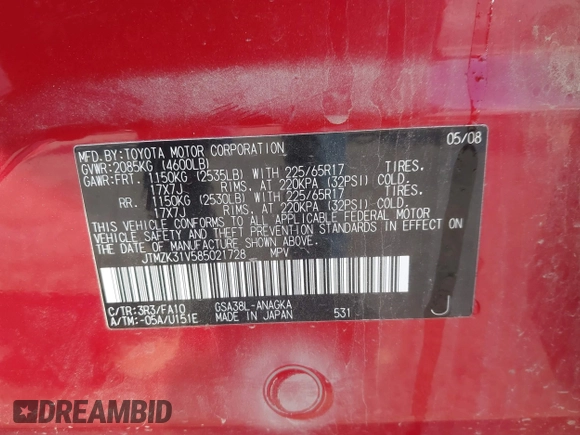 MFD.BY:TOYOTA MOTOR CORPORATION 05/08
GVWR:2085KG (4600LB)
GAWR:FRT. 1150KG (2535LB) WITH 225/65R17 TIRES.
17X7J RIMS. AT 220KPA (32PSI) COLD.
RR. 1150KG (2530LB) WITH 225/65R17 TIRES.
17X7J RIMS. AT 220KPA (32PSI) COLD.
THIS VEHICLE CONFORMS TO ALL APPLICABLE FEDERAL MOTOR
VEHICLE SAFETY AND THEFT PREVENTION STANDARDS IN EFFECT ON
THE DATE OF MANUFACTURE SHOWN ABOVE.
JTMZK31V585021728 MPV
C/TR:3R3/FA10 GSA38L-ANAGKA
A/TM:-05A/U151E MADE IN JAPAN 531 J
DREAMBID